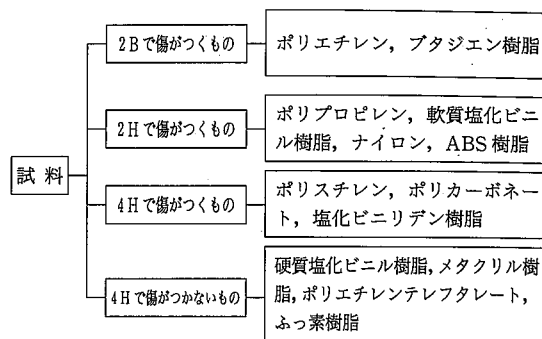 2Bで傷がつくもの
ポリエチレン，ブタジエン樹脂
2Hで傷がつくもの
ポリプロピレン，軟質塩化ビニ
ル樹脂，ナイロン，ABS樹脂
試料
4Hで傷がつくもの
ポリスチレン，ポリカーボネー
ト，塩化ビニリデン樹脂
4Hで傷がつかないもの
硬質塩化ビニル樹脂，メタクリル樹
脂，ポリエチレンテレフタレート，
ふっ素樹脂